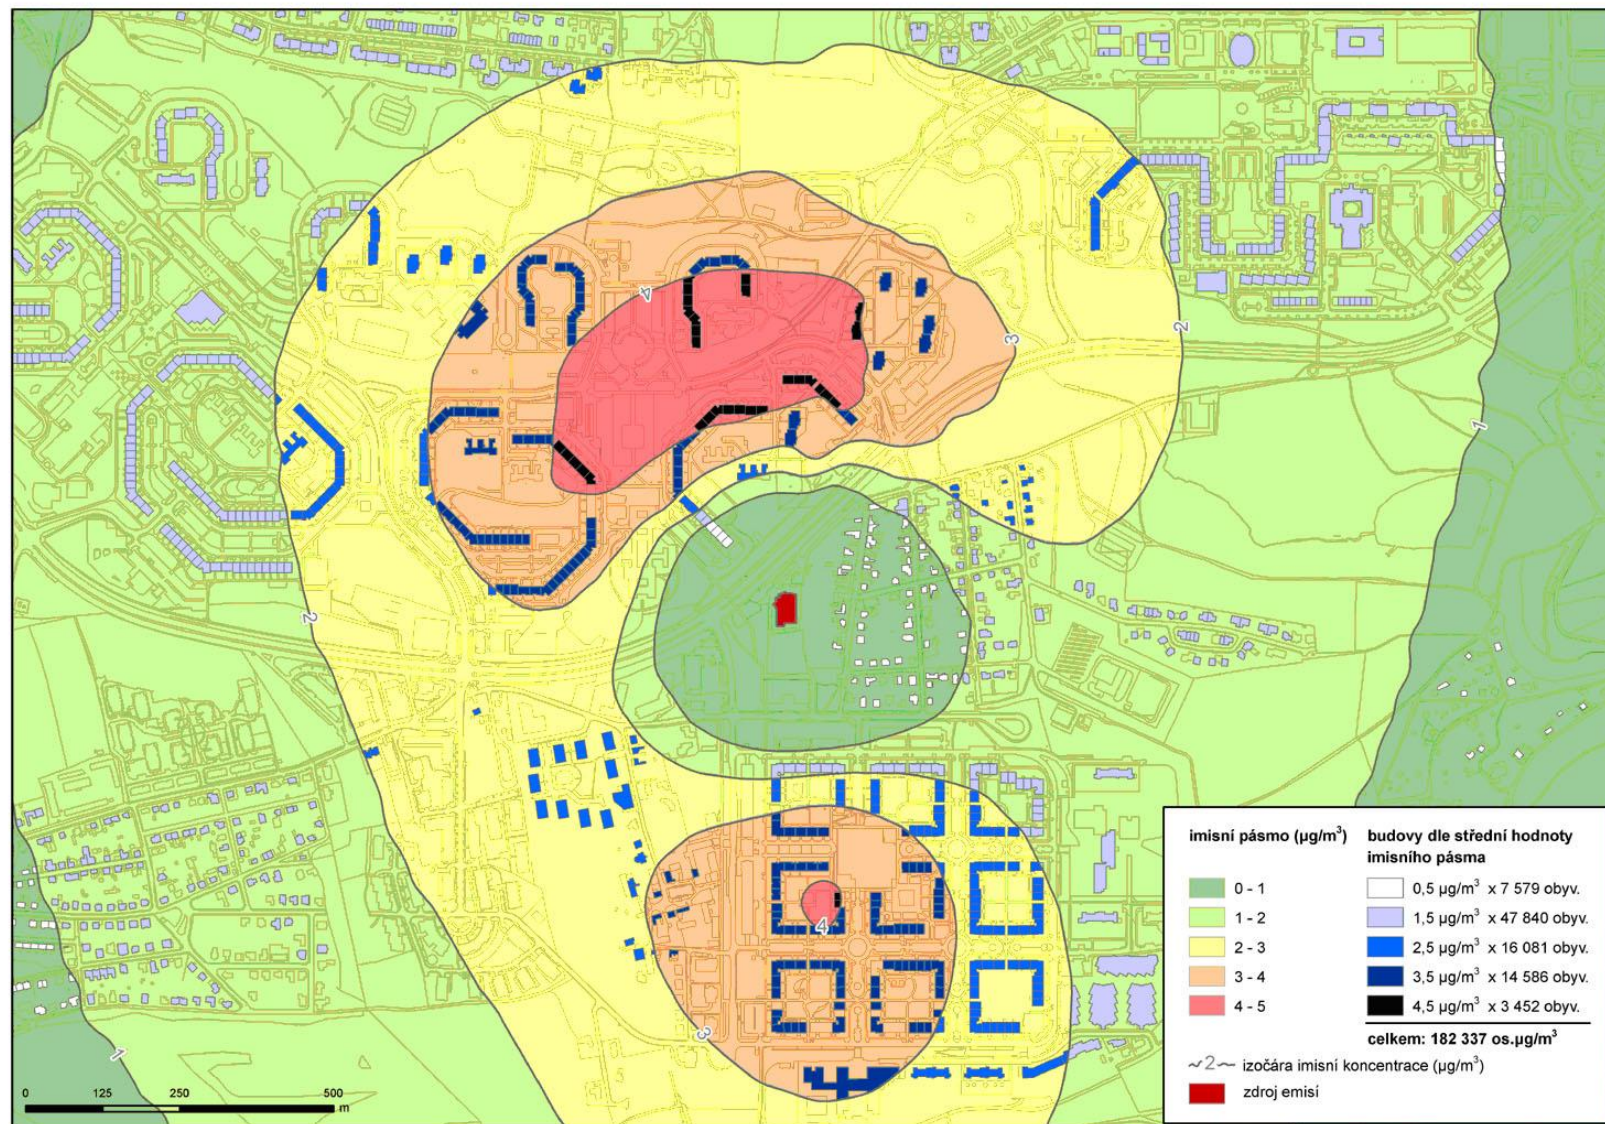 4
3
2
1
2
4
3
1
imisní pásmo (µg/m³)
0 - 1
1 - 2
2 - 3
3 - 4
4 - 5
budovy dle střední hodnoty
imisního pásma
0,5 µg/m³ x 7 579 obyv.
1,5 µg/m³ x 47 840 obyv.
2,5 µg/m³ x 16 081 obyv.
3,5 µg/m³ x 14 586 obyv.
4,5 µg/m³ x 3 452 obyv.
celkem: 182 337 os.µg/m³
~2~ izočára imisní koncentrace (µg/m³)
zdroj emisí
0 125 250 500
m